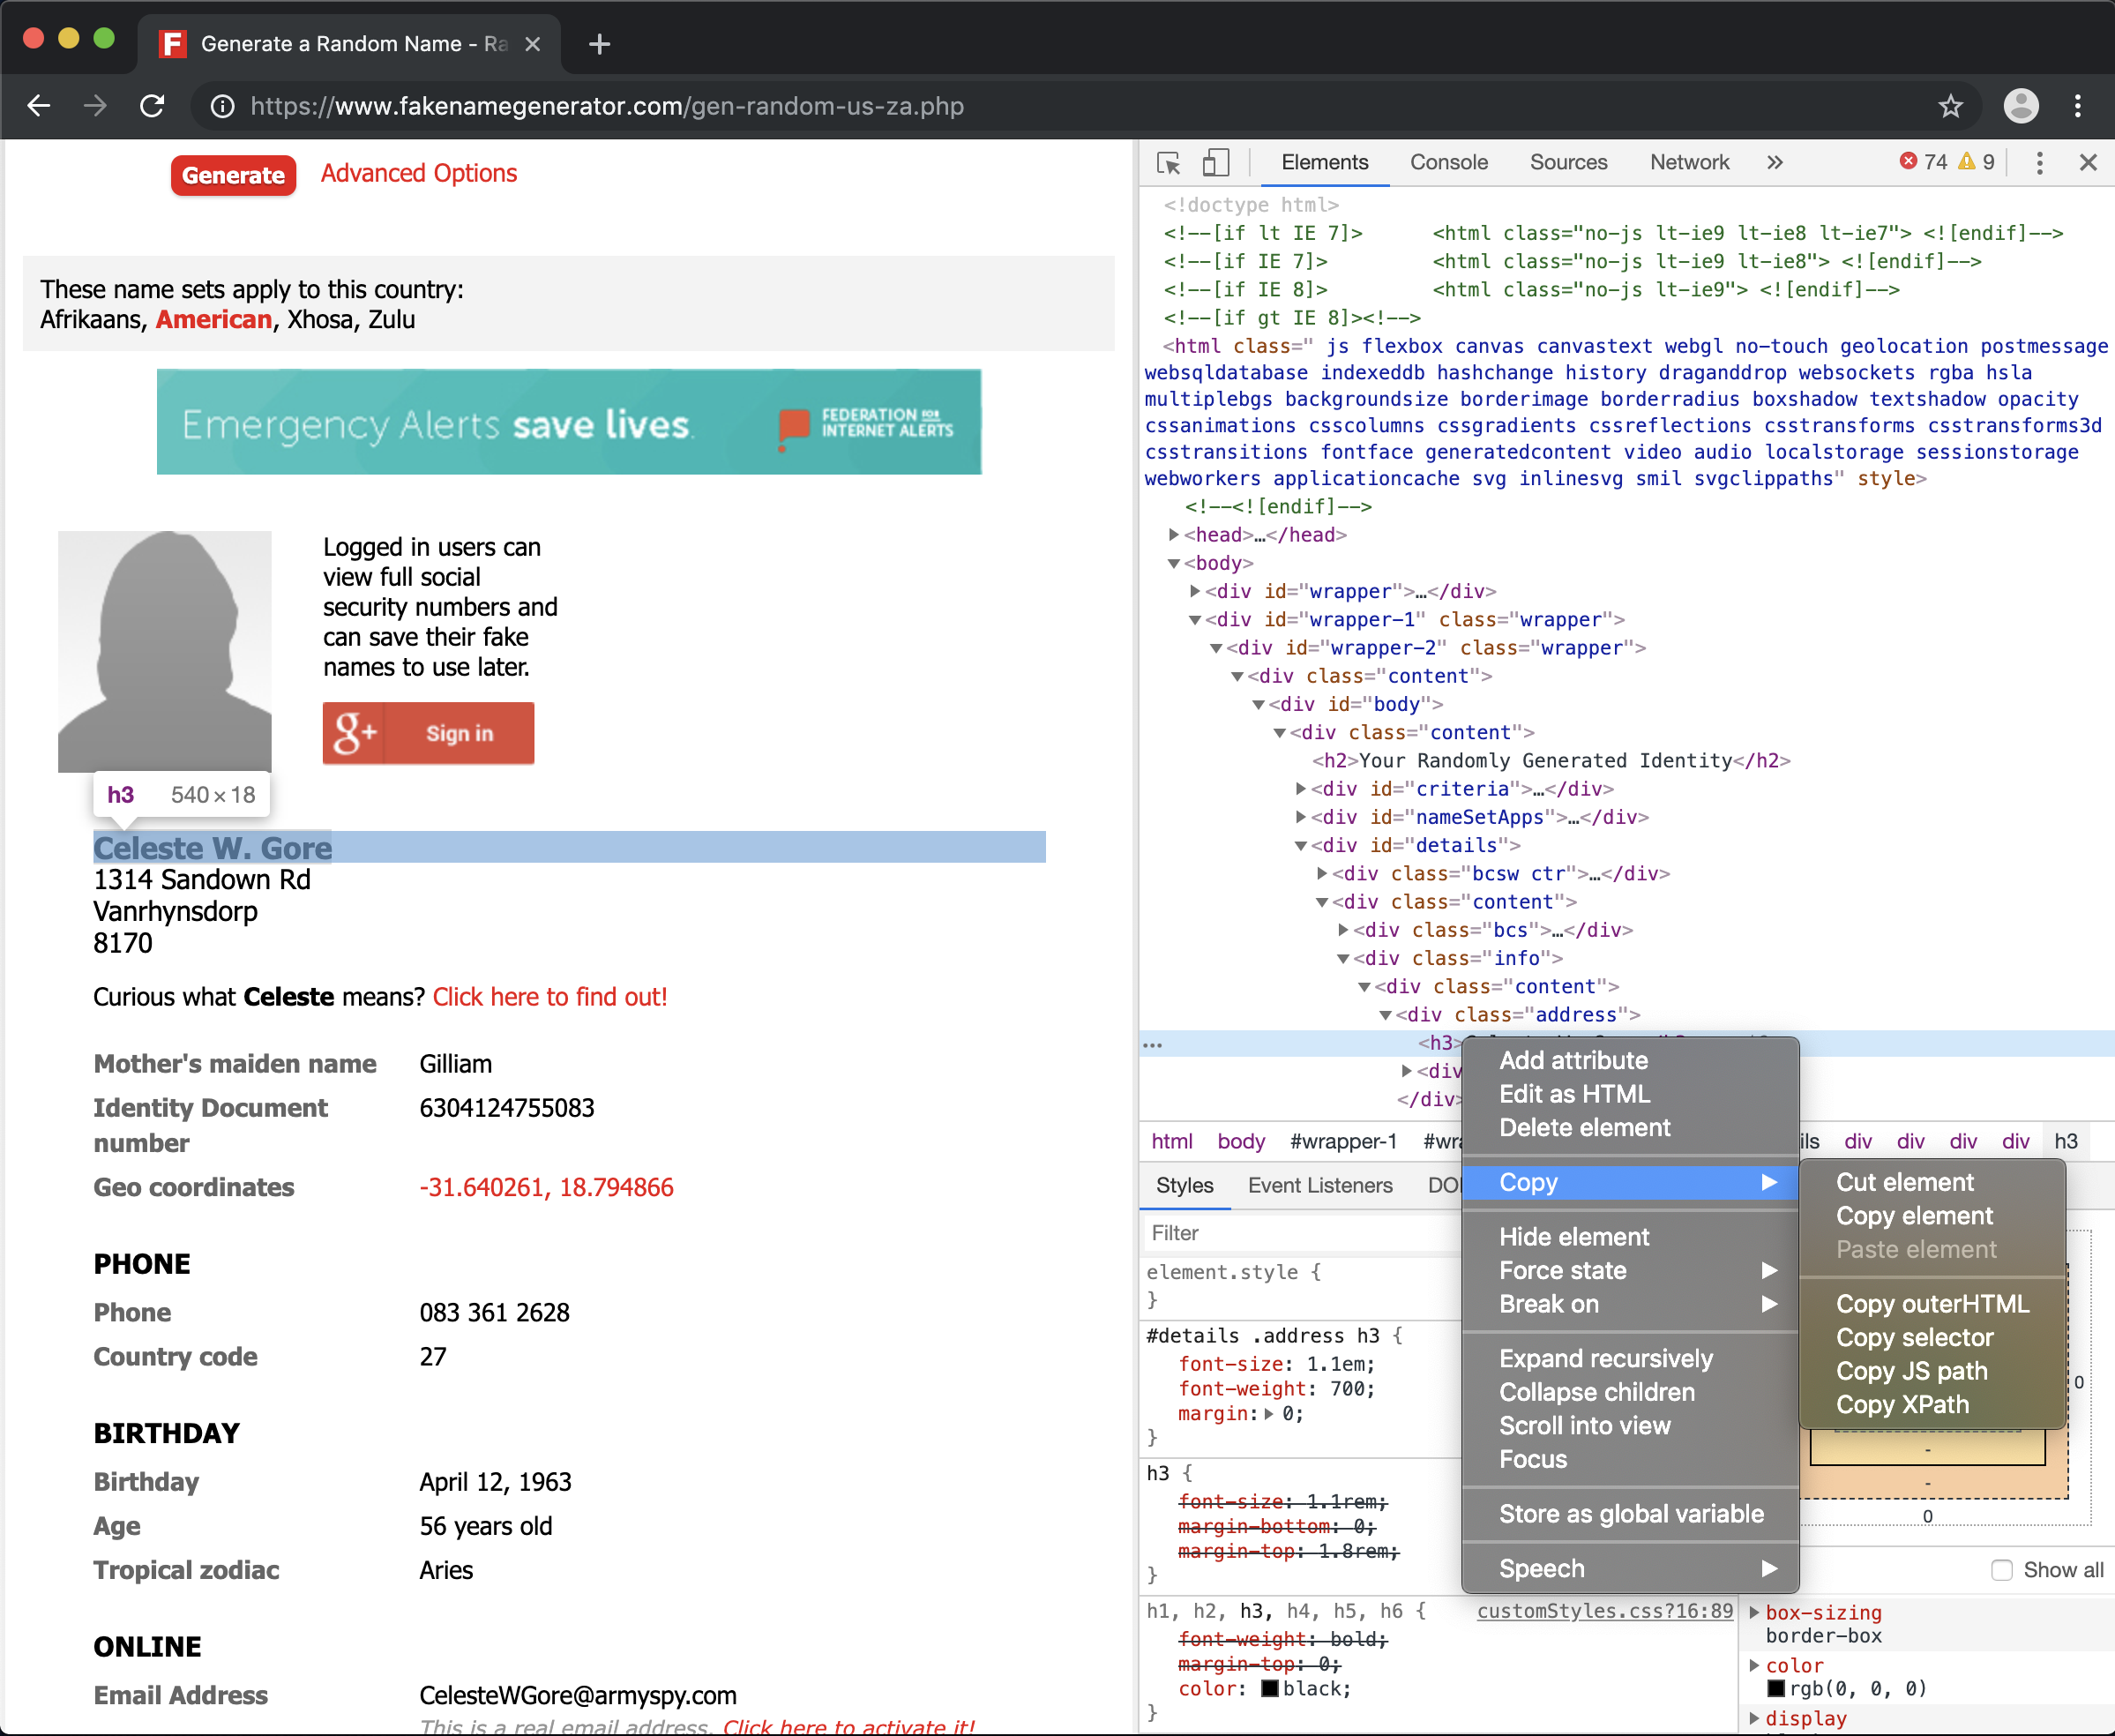 Generate a Random Name - Ra
https://www.fakenamegenerator.com/gen-random-us-za.php
Generate
Advanced Options
These name sets apply to this country:
Afrikaans, American, Xhosa, Zulu
Emergency Alerts save lives.
FEDERATION FOR
INTERNET ALERTS
Logged in users can
view full social
security numbers and
can save their fake
names to use later.
g+ Sign in
h3 540 × 18
Celeste W. Gore
1314 Sandown Rd
Vanrhynsdorp
8170
Curious what Celeste means? Click here to find out!
Mother's maiden name Gilliam
Identity Document 6304124755083
number
Geo coordinates -31.640261, 18.794866
PHONE
Phone 083 361 2628
Country code 27
BIRTHDAY
Birthday April 12, 1963
Age 56 years old
Tropical zodiac Aries
ONLINE
Email Address CelesteWGore@armyspy.com
This is a real email address. Click here to activate it!
Elements Console Sources Network » 74 9
<!doctype html>
<!--[if lt IE 7]> <html class="no-js lt-ie9 lt-ie8 lt-ie7"> <![endif]-->
<!--[if IE 7]> <html class="no-js lt-ie9 lt-ie8"> <![endif]-->
<!--[if IE 8]> <html class="no-js lt-ie9"> <![endif]-->
<!--[if gt IE 8]><!-->
<html class=" js flexbox canvas canvastext webgl no-touch geolocation postmessage
websqldatabase indexeddb hashchange history draganddrop websockets rgba hsla
multiplebgs backgroundsize borderimage borderradius boxshadow textshadow opacity
cssanimations csscolumns cssgradients cssreflections csstransforms csstransforms3d
csstransitions fontface generatedcontent video audio localstorage sessionstorage
webworkers applicationcache svg inlinesvg smil svgclippaths" style>
<!--<![endif]-->
<head>…</head>
<body>
<div id="wrapper">…</div>
<div id="wrapper-1" class="wrapper">
<div id="wrapper-2" class="wrapper">
<div class="content">
<div id="body">
<div class="content">
<h2>Your Randomly Generated Identity</h2>
<div id="criteria">…</div>
<div id="nameSetApps">…</div>
<div id="details">
<div class="bcsw ctr">…</div>
<div class="content">
<div class="bcs">…</div>
<div class="info">
<div class="content">
<div class="address">
<h3>
<div
</div>
html body #wrapper-1 #wra ils div div div div h3
Styles Event Listeners DOM
Filter
element.style {
}
#details .address h3 {
font-size: 1.1em;
font-weight: 700;
margin: 0;
}
h3 {
font-size: 1.1rem;
margin-bottom: 0;
margin-top: 1.8rem;
}
h1, h2, h3, h4, h5, h6 { customStyles.css?16:89
font-weight: bold;
margin-top: 0;
color: black;
}
Add attribute
Edit as HTML
Delete element
Copy
Hide element
Force state
Break on
Expand recursively
Collapse children
Scroll into view
Focus
Store as global variable
Speech
Cut element
Copy element
Paste element
Copy outerHTML
Copy selector
Copy JS path
Copy XPath
0
-
-
0
Show all
box-sizing
border-box
color
rgb(0, 0, 0)
display